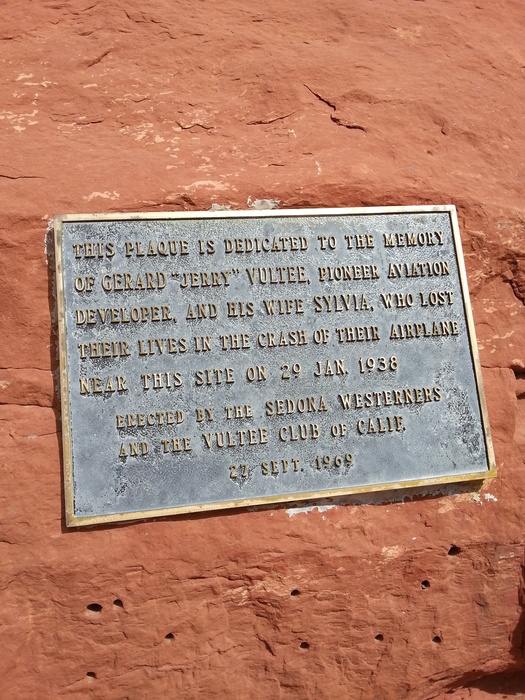 THIS PLAQUE IS DEDICATED TO THE MEMORY
OF GERARD "JERRY" VULTEE, PIONEER AVIATION
DEVELOPER, AND HIS WIFE SYLVIA, WHO LOST
THEIR LIVES IN THE CRASH OF THEIR AIRPLANE
NEAR THIS SITE ON 29 JAN. 1938
ERECTED BY THE SEDONA WESTERNERS
AND THE VULTEE CLUB OF CALIF.
27 SEPT. 1969